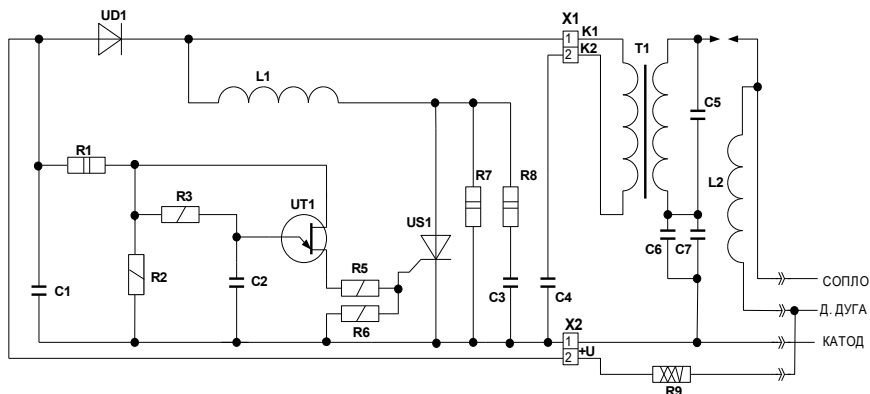 UD1
X1
1
K1
2
K2
T1
L1
C5
R1
R7
R8
L2
R3
UT1
US1
R2
C6
C7
C1
C2
R5
C3
C4
СОПЛО
R6
Д. ДУГА
X2
1
2
+U
КАТОД
R9